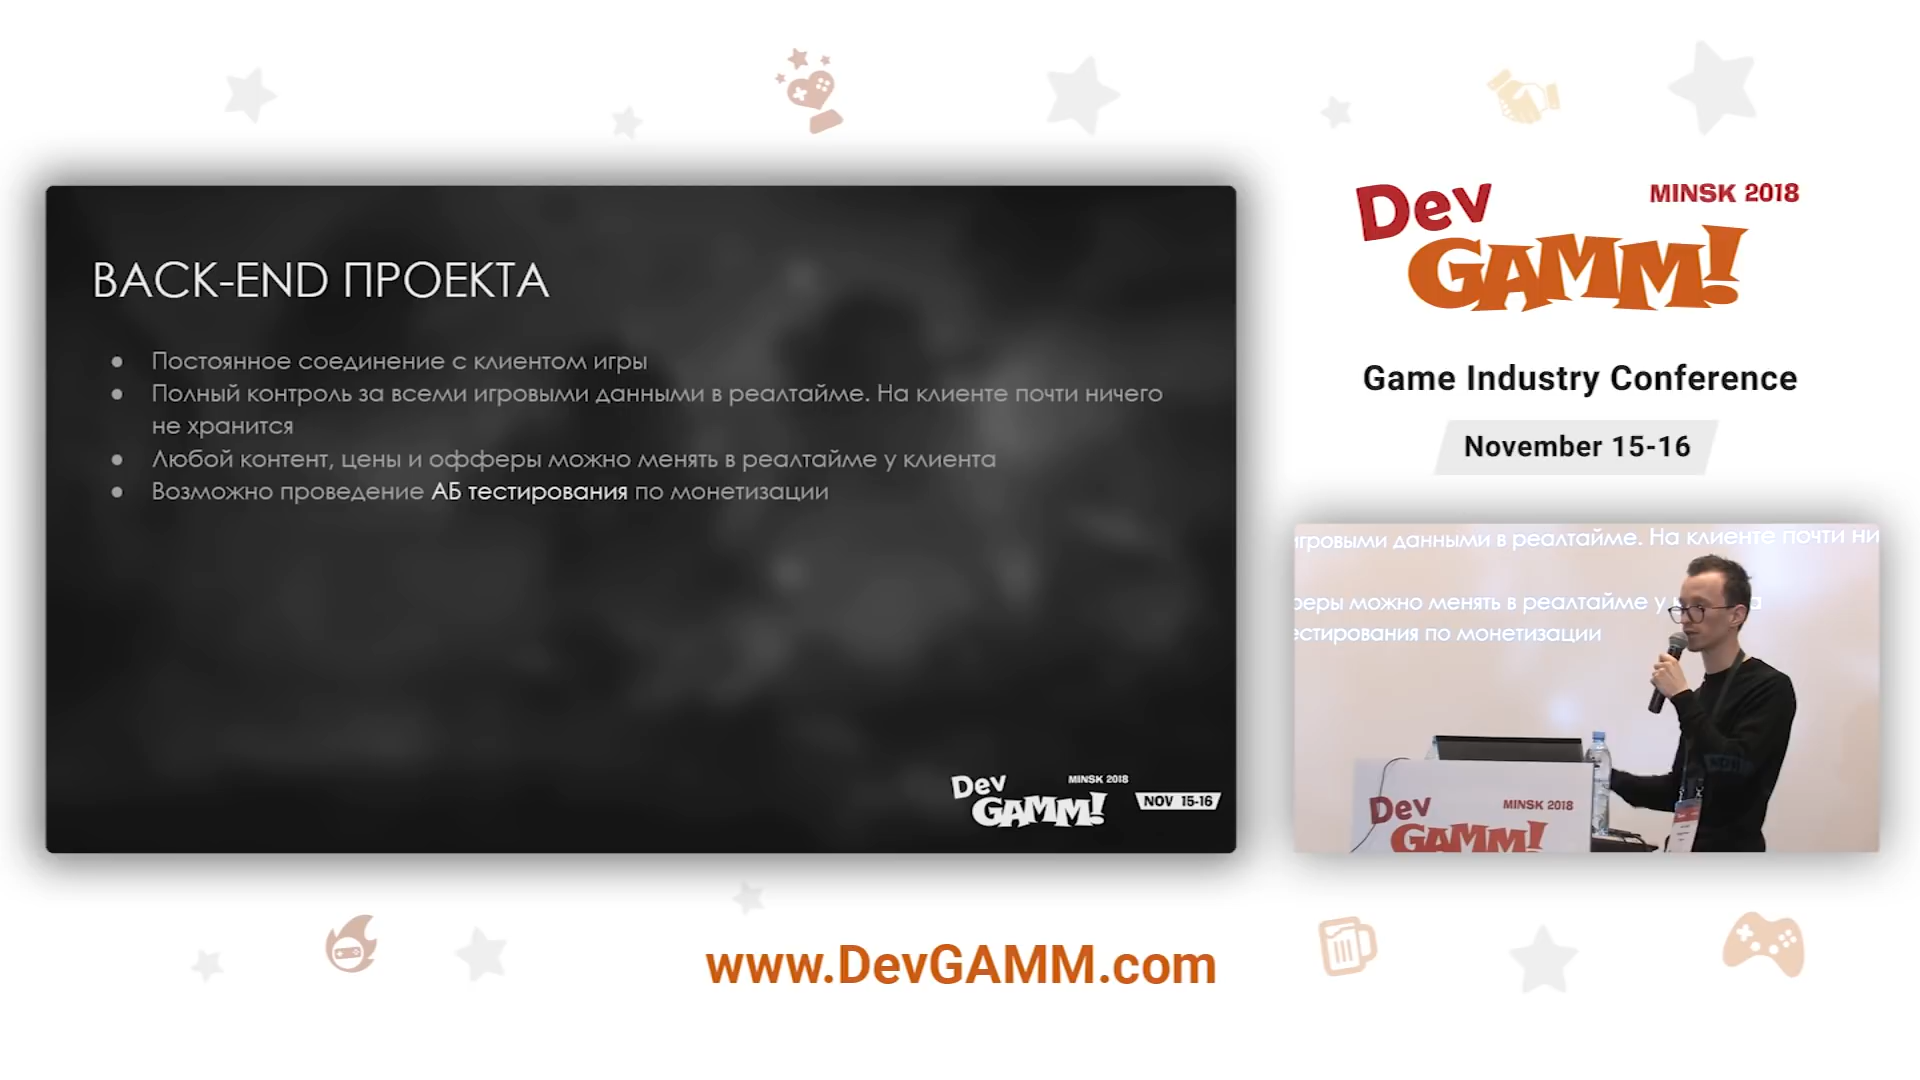 BACK-END ПРОЕКТА
● Постоянное соединение с клиентом игры
● Полный контроль за всеми игровыми данными в реалтайме. На клиенте почти ничего
не хранится
● Любой контент, цены и офферы можно менять в реалтайме у клиента
● Возможно проведение АБ тестирования по монетизации
Dev GAMM!
MINSK 2018
NOV 15-16
Dev GAMM!
MINSK 2018
Game Industry Conference
November 15-16
игровыми данными в реалтайме. На клиенте почти ни
можно менять в реалтайме у
по монетизации
Dev GAMM!
MINSK 2018
www.DevGAMM.com